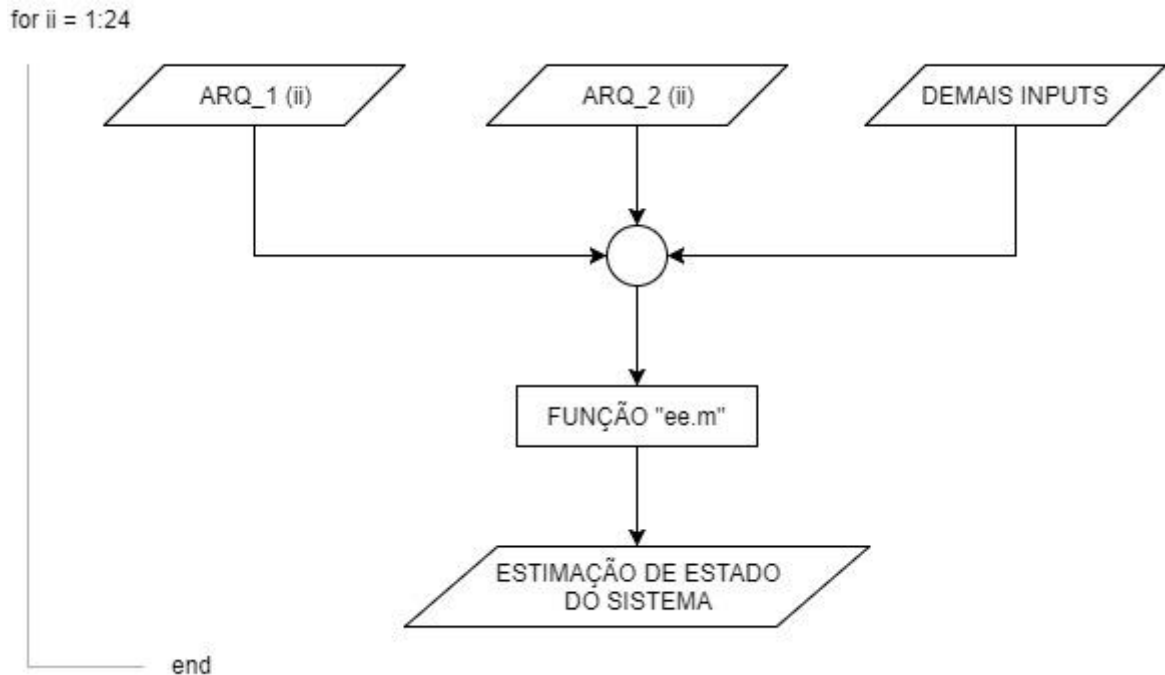 for ii = 1:24
ARQ_1 (ii)
ARQ_2 (ii)
DEMAIS INPUTS
FUNÇÃO "ee.m"
ESTIMAÇÃO DE ESTADO
DO SISTEMA
end